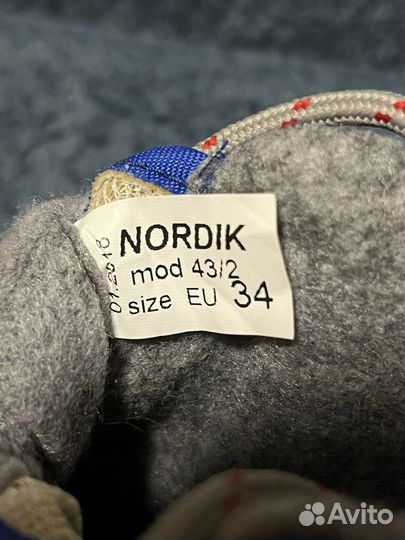 NORDIK
mod 43/2
size EU 34
01.2018
Avito